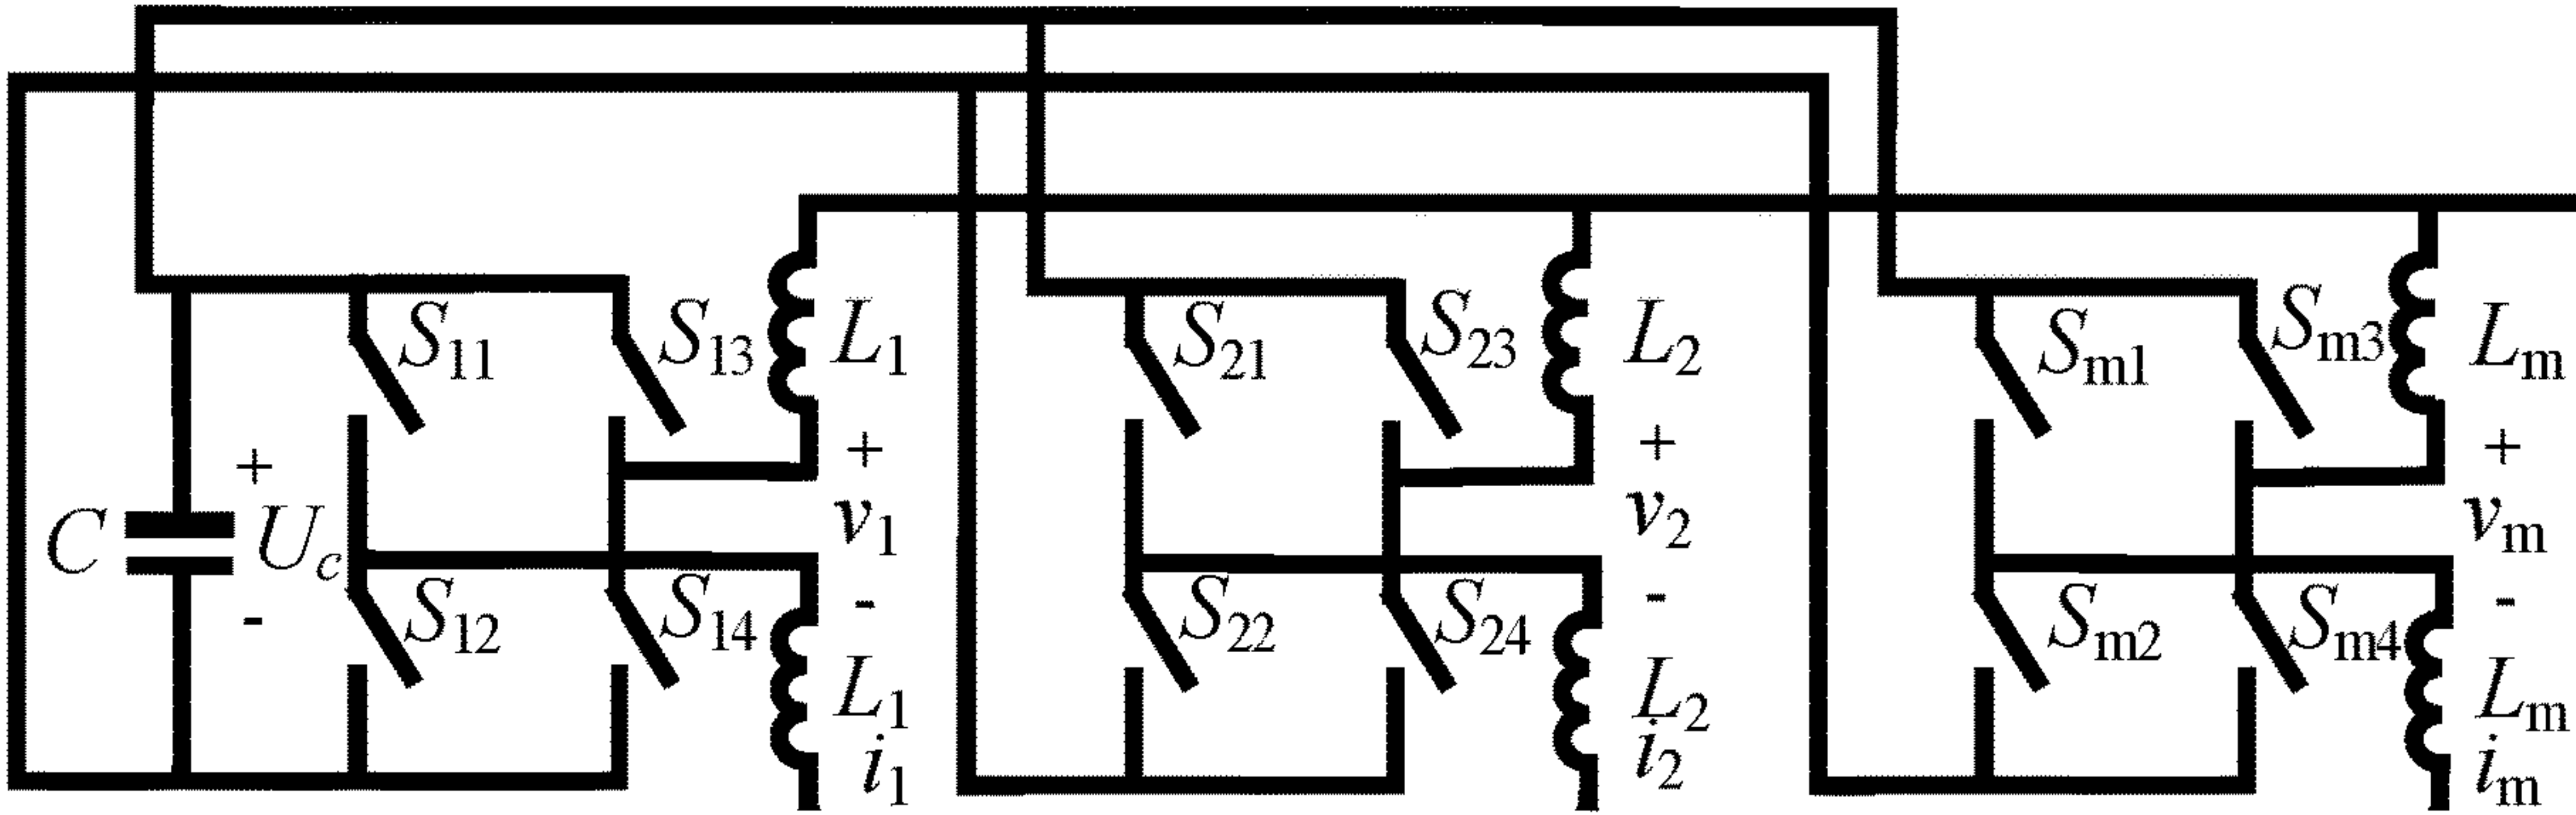 S11 S13 L1 S21 S23 L2 Sm1 Sm3 Lm
+ + + +
C Uc v1 v2 vm
- - - -
S12 S14 L1 S22 S24 L2 Sm2 Sm4 Lm
i1 i2 im